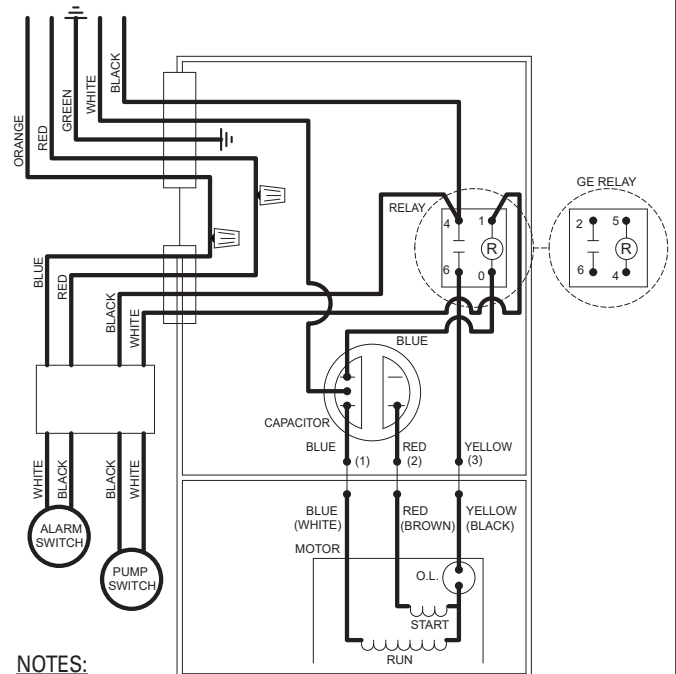 ORANGE
RED
GREEN
WHITE
BLACK
GE RELAY
RELAY
4
1
R
6
0
2
5
R
6
4
BLUE
RED
BLACK
WHITE
BLUE
CAPACITOR
BLUE
(1)
RED
(2)
YELLOW
(3)
WHITE
BLACK
BLACK
WHITE
ALARM
SWITCH
PUMP
SWITCH
BLUE
(WHITE)
RED
(BROWN)
YELLOW
(BLACK)
MOTOR
O.L.
START
RUN
NOTES: